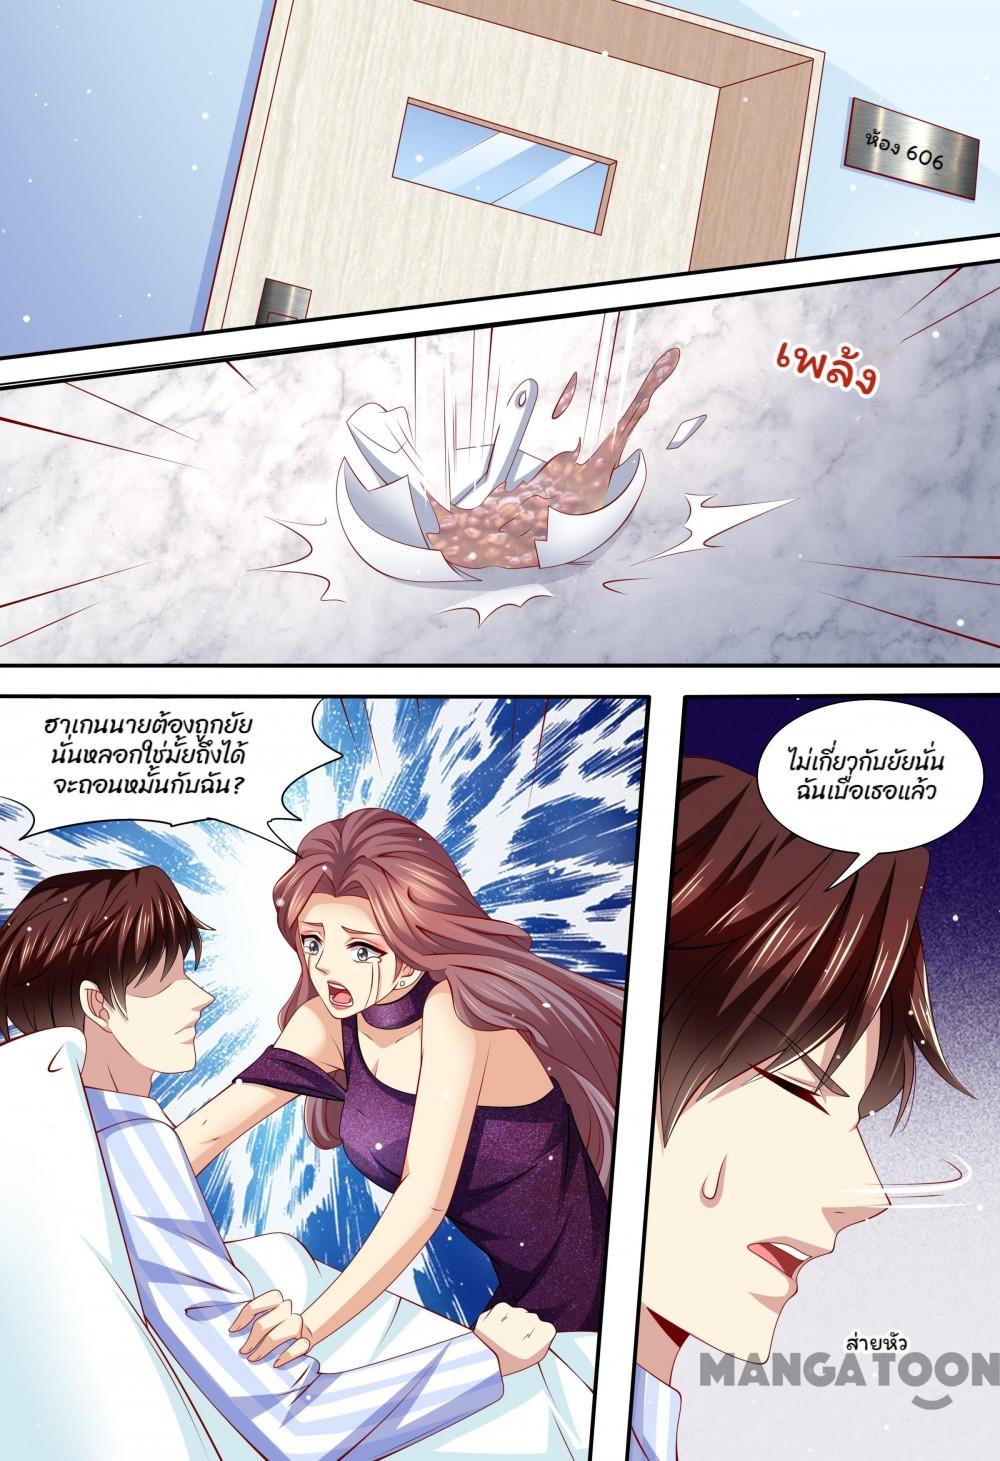 ห้อง 606
เพล้ง
ฮาเกนนายต้องถูกยัย
นั่นหลอกใช่มั้ยถึงได้
จะถอนหมั้นกับฉัน?
ไม่เกี่ยวกับยัยนั่น
ฉันเบื่อเธอแล้ว
ส่ายหัว
MANGATOON